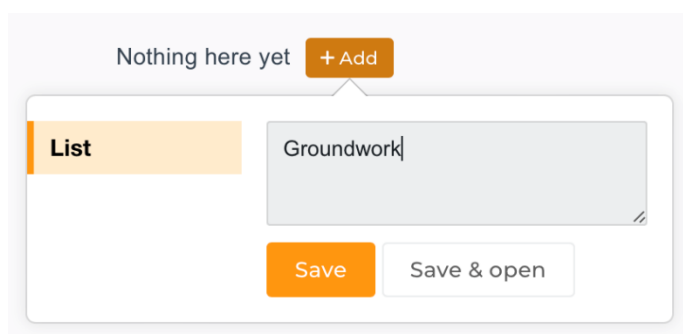 Nothing here yet + Add
List
Groundwork
Save Save & open